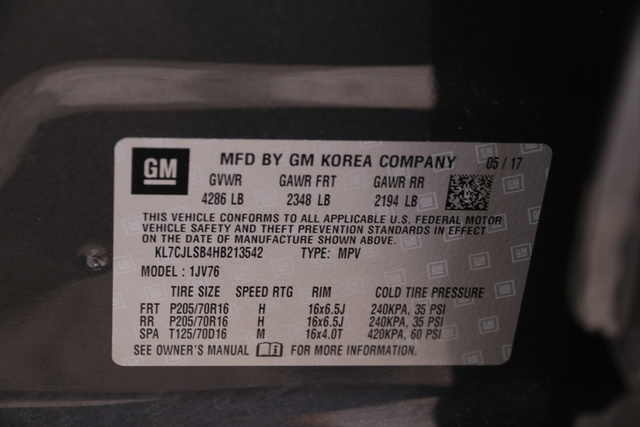 GM MFD BY GM KOREA COMPANY 05 / 17
GVWR GAWR FRT GAWR RR
4286 LB 2348 LB 2194 LB
THIS VEHICLE CONFORMS TO ALL APPLICABLE U.S. FEDERAL MOTOR
VEHICLE SAFETY AND THEFT PREVENTION STANDARDS IN EFFECT
ON THE DATE OF MANUFACTURE SHOWN ABOVE.
KL7CJLSB4HB213542 TYPE: MPV
MODEL : 1JV76
TIRE SIZE SPEED RTG RIM COLD TIRE PRESSURE
FRT P205/70R16 H 16x6.5J 240KPA, 35 PSI
RR P205/70R16 H 16x6.5J 240KPA, 35 PSI
SPA T125/70D16 M 16x4.0T 420KPA, 60 PSI
SEE OWNER'S MANUAL FOR MORE INFORMATION.